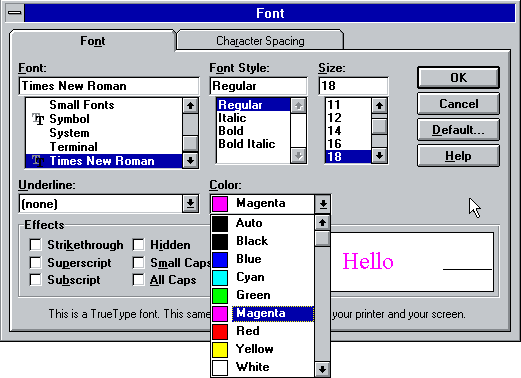 Font
Font
Character Spacing
Font:
Times New Roman
Small Fonts
Symbol
System
Terminal
Times New Roman
Font Style:
Regular
Regular
Italic
Bold
Bold Italic
Size:
18
11
12
14
16
18
OK
Cancel
Default...
Help
Underline:
(none)
Color:
Magenta
Auto
Black
Blue
Cyan
Green
Magenta
Red
Yellow
White
Effects
Strikethrough
Hidden
Superscript
Small Caps
Subscript
All Caps
Hello
This is a TrueType font. This same
your printer and your screen.